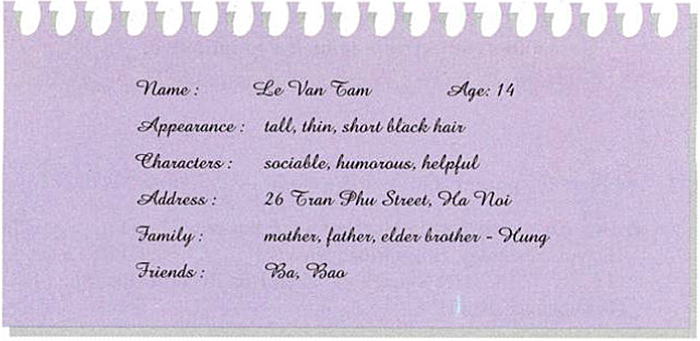 Name : Le Van Tam Age: 14
Appearance : tall, thin, short black hair
Characters : sociable, humorous, helpful
Address : 26 Tran Phu Street, Ha Noi
Family : mother, father, elder brother - Hung
Friends : Ba, Bao